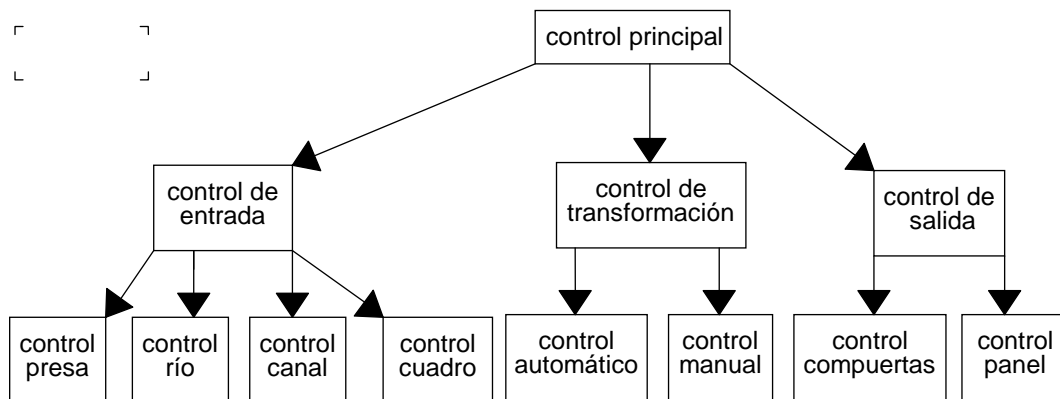 control principal
control de
entrada
control de
transformación
control de
salida
control
presa
control
río
control
canal
control
cuadro
control
automático
control
manual
control
compuertas
control
panel